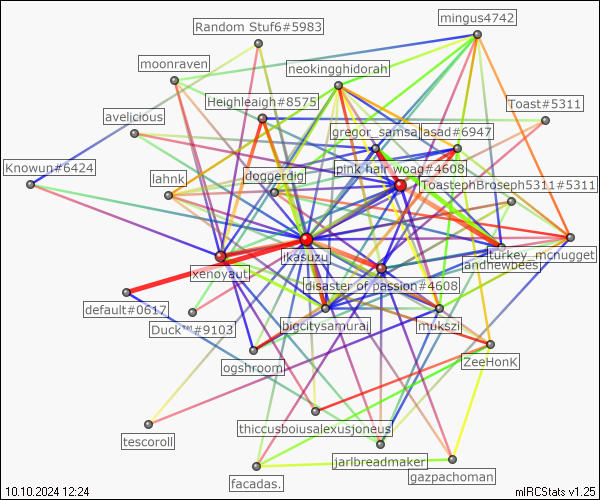 mingus4742
Random Stuf6#5983
moonraven
neokingghidorah
Heighleigh#8575
Toast#5311
avelicious
gregor_samsa
asad#6947
Knowun#6424
lahnk
doggerdig
pink hair woag#4608
ToastephBroseph5311#5311
ikasuzu
turkey_mcnugget
andhewbees
xenoyaut
disaster of passion#4608
default#0617
Duck™#9103
bigcitysamurai
mukszi
ogshroom
ZeeHonK
thiccusboiusalexusjoneus
tescoroll
jarlbreadmaker
facadas.
gazpachoman
10.10.2024 12:24
mIRCStats v1.25